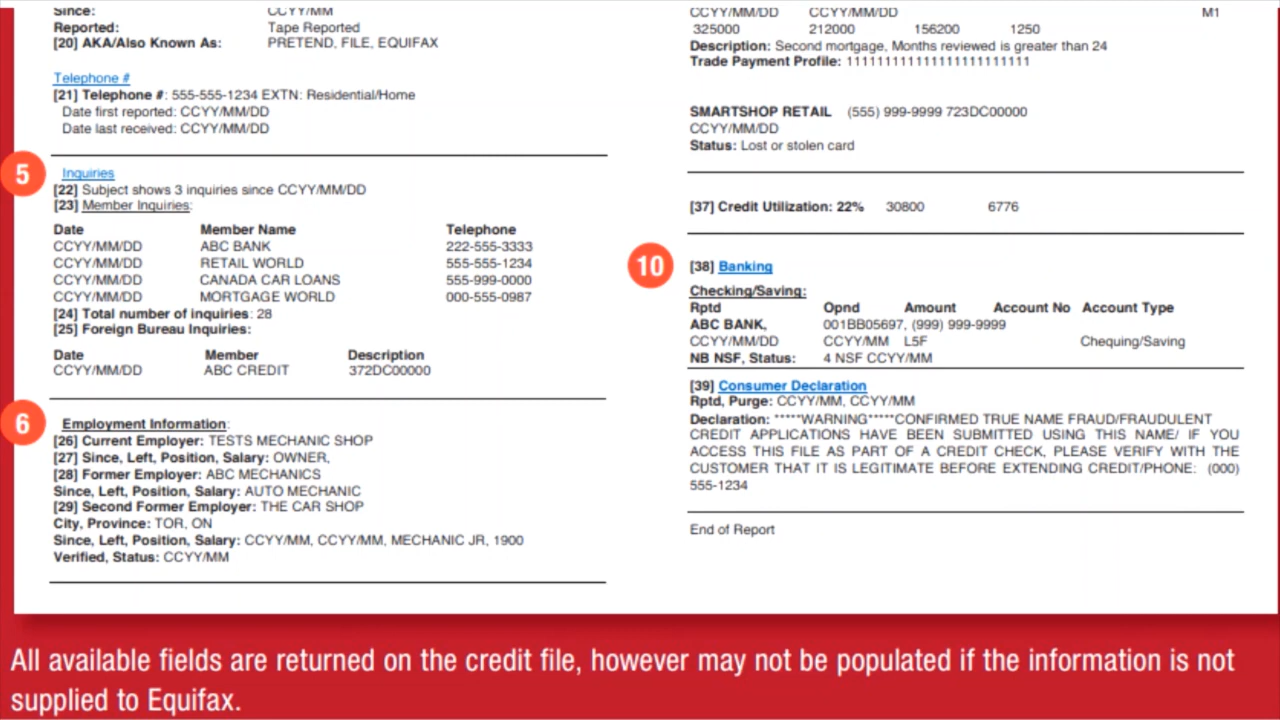 Since: CCYY/MM
Reported: Tape Reported
[20] AKA/Also Known As: PRETEND, FILE, EQUIFAX
Telephone #
[21] Telephone #: 555-555-1234 EXTN: Residential/Home
Date first reported: CCYY/MM/DD
Date last received: CCYY/MM/DD
5
Inquiries
[22] Subject shows 3 inquiries since CCYY/MM/DD
[23] Member Inquiries:
Date Member Name Telephone
CCYY/MM/DD ABC BANK 222-555-3333
CCYY/MM/DD RETAIL WORLD 555-555-1234
CCYY/MM/DD CANADA CAR LOANS 555-999-0000
CCYY/MM/DD MORTGAGE WORLD 000-555-0987
[24] Total number of inquiries: 28
[25] Foreign Bureau Inquiries:
Date Member Description
CCYY/MM/DD ABC CREDIT 372DC00000
6
Employment Information:
[26] Current Employer: TESTS MECHANIC SHOP
[27] Since, Left, Position, Salary: OWNER,
[28] Former Employer: ABC MECHANICS
Since, Left, Position, Salary: AUTO MECHANIC
[29] Second Former Employer: THE CAR SHOP
City, Province: TOR, ON
Since, Left, Position, Salary: CCYY/MM, CCYY/MM, MECHANIC JR, 1900
Verified, Status: CCYY/MM
CCYY/MM/DD CCYY/MM/DD M1
325000 212000 156200 1250
Description: Second mortgage, Months reviewed is greater than 24
Trade Payment Profile: 111111111111111111111111
SMARTSHOP RETAIL (555) 999-9999 723DC00000
CCYY/MM/DD
Status: Lost or stolen card
[37] Credit Utilization: 22% 30800 6776
10
[38] Banking
Checking/Saving:
Rptd Opnd Amount Account No Account Type
ABC BANK, 001BB05697, (999) 999-9999
CCYY/MM/DD CCYY/MM L5F Chequing/Saving
NB NSF, Status: 4 NSF CCYY/MM
[39] Consumer Declaration
Rptd, Purge: CCYY/MM, CCYY/MM
Declaration: *****WARNING*****CONFIRMED TRUE NAME FRAUD/FRAUDULENT
CREDIT APPLICATIONS HAVE BEEN SUBMITTED USING THIS NAME/ IF YOU
ACCESS THIS FILE AS PART OF A CREDIT CHECK, PLEASE VERIFY WITH THE
CUSTOMER THAT IT IS LEGITIMATE BEFORE EXTENDING CREDIT/PHONE: (000)
555-1234
End of Report
All available fields are returned on the credit file, however may not be populated if the information is not
supplied to Equifax.